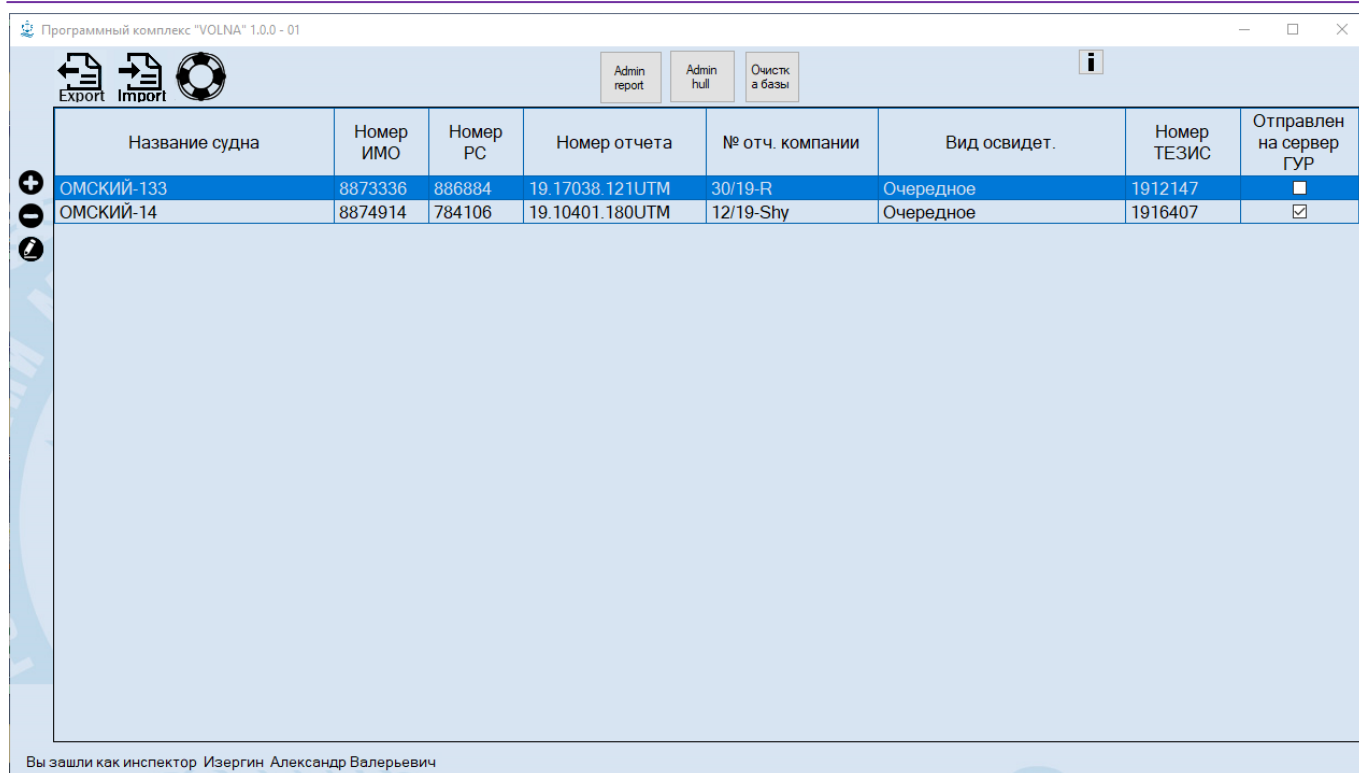 Программный комплекс "VOLNA" 1.0.0 - 01
Export Import
Admin report
Admin hull
Очистк а базы
i
Название судна Номер ИМО Номер РС Номер отчета № отч. компании Вид освидет. Номер ТЕЗИС Отправлен на сервер ГУР
ОМСКИЙ-133 8873336 886884 19.17038.121UTM 30/19-R Очередное 1912147
ОМСКИЙ-14 8874914 784106 19.10401.180UTM 12/19-Shy Очередное 1916407
Вы зашли как инспектор Изергин Александр Валерьевич